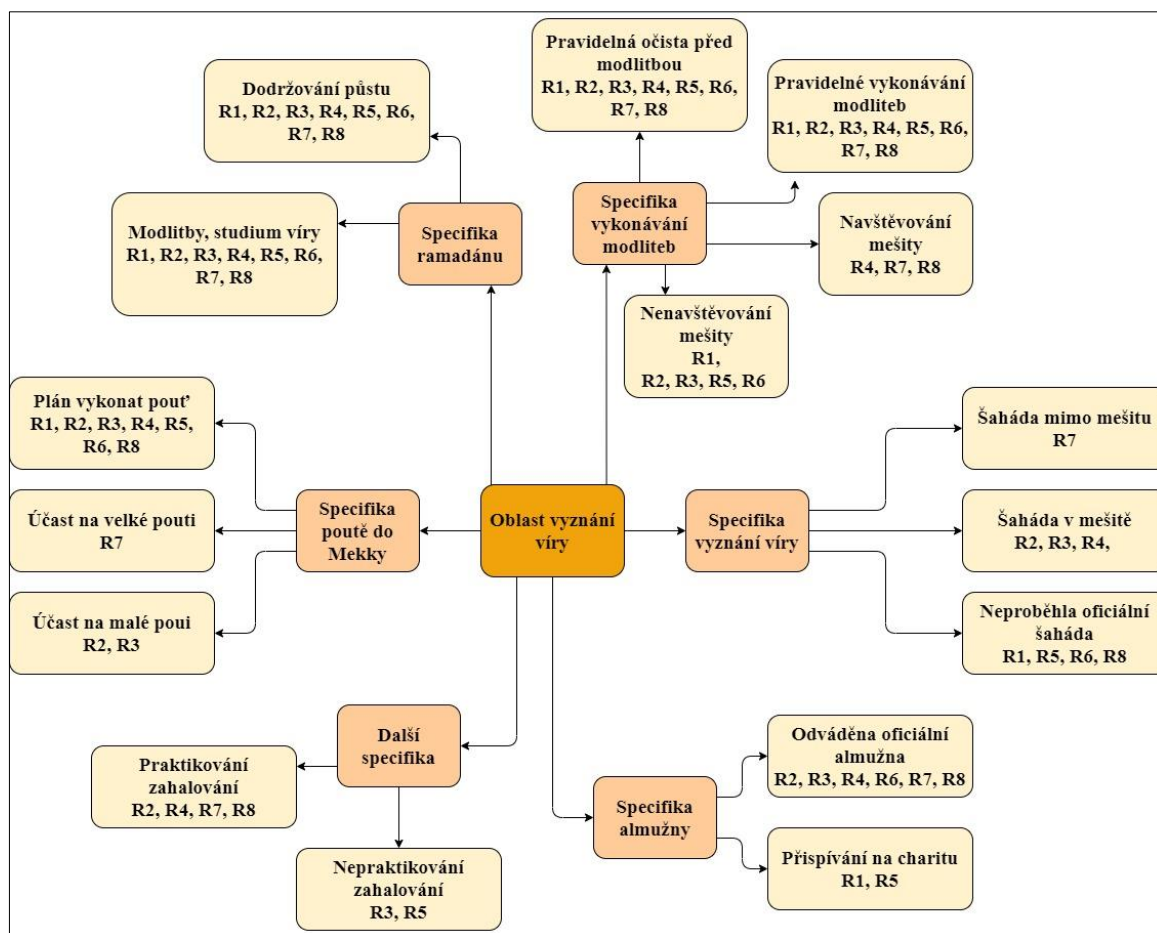 Pravidelná očista před
modlitbou
R1, R2, R3, R4, R5, R6,
R7, R8
Dodržování půstu
R1, R2, R3, R4, R5, R6,
R7, R8
Pravidelné vykonávání
modliteb
R1, R2, R3, R4, R5, R6,
R7, R8
Modlitby, studium víry
R1, R2, R3, R4, R5, R6,
R7, R8
Specifika
ramadánu
Specifika
vykonávání
modliteb
Navštěvování
mešity
R4, R7, R8
Nenavštěvování
mešity
R1,
R2, R3, R5, R6
Plán vykonat pouť
R1, R2, R3, R4, R5,
R6, R8
Účast na velké pouti
R7
Účast na malé poui
R2, R3
Specifika
poutě do
Mekky
Oblast vyznání
víry
Specifika
vyznání víry
Šaháda mimo mešitu
R7
Šaháda v mešitě
R2, R3, R4,
Neproběhla oficiální
šaháda
R1, R5, R6, R8
Další
specifika
Praktikování
zahalování
R2, R4, R7, R8
Nepraktikování
zahalování
R3, R5
Specifika
almužny
Odváděna oficiální
almužna
R2, R3, R4, R6, R7, R8
Přispívání na charitu
R1, R5